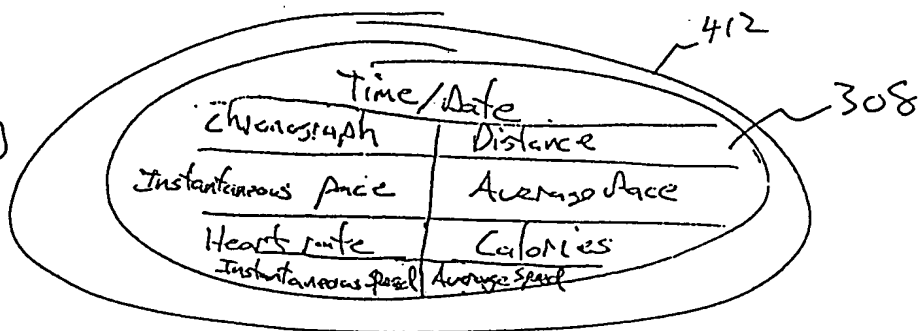 412
Time/Date
308
Chronograph Distance
Instantaneous pace Average Pace
Heart rate Calories
Instantaneous speed Average speed